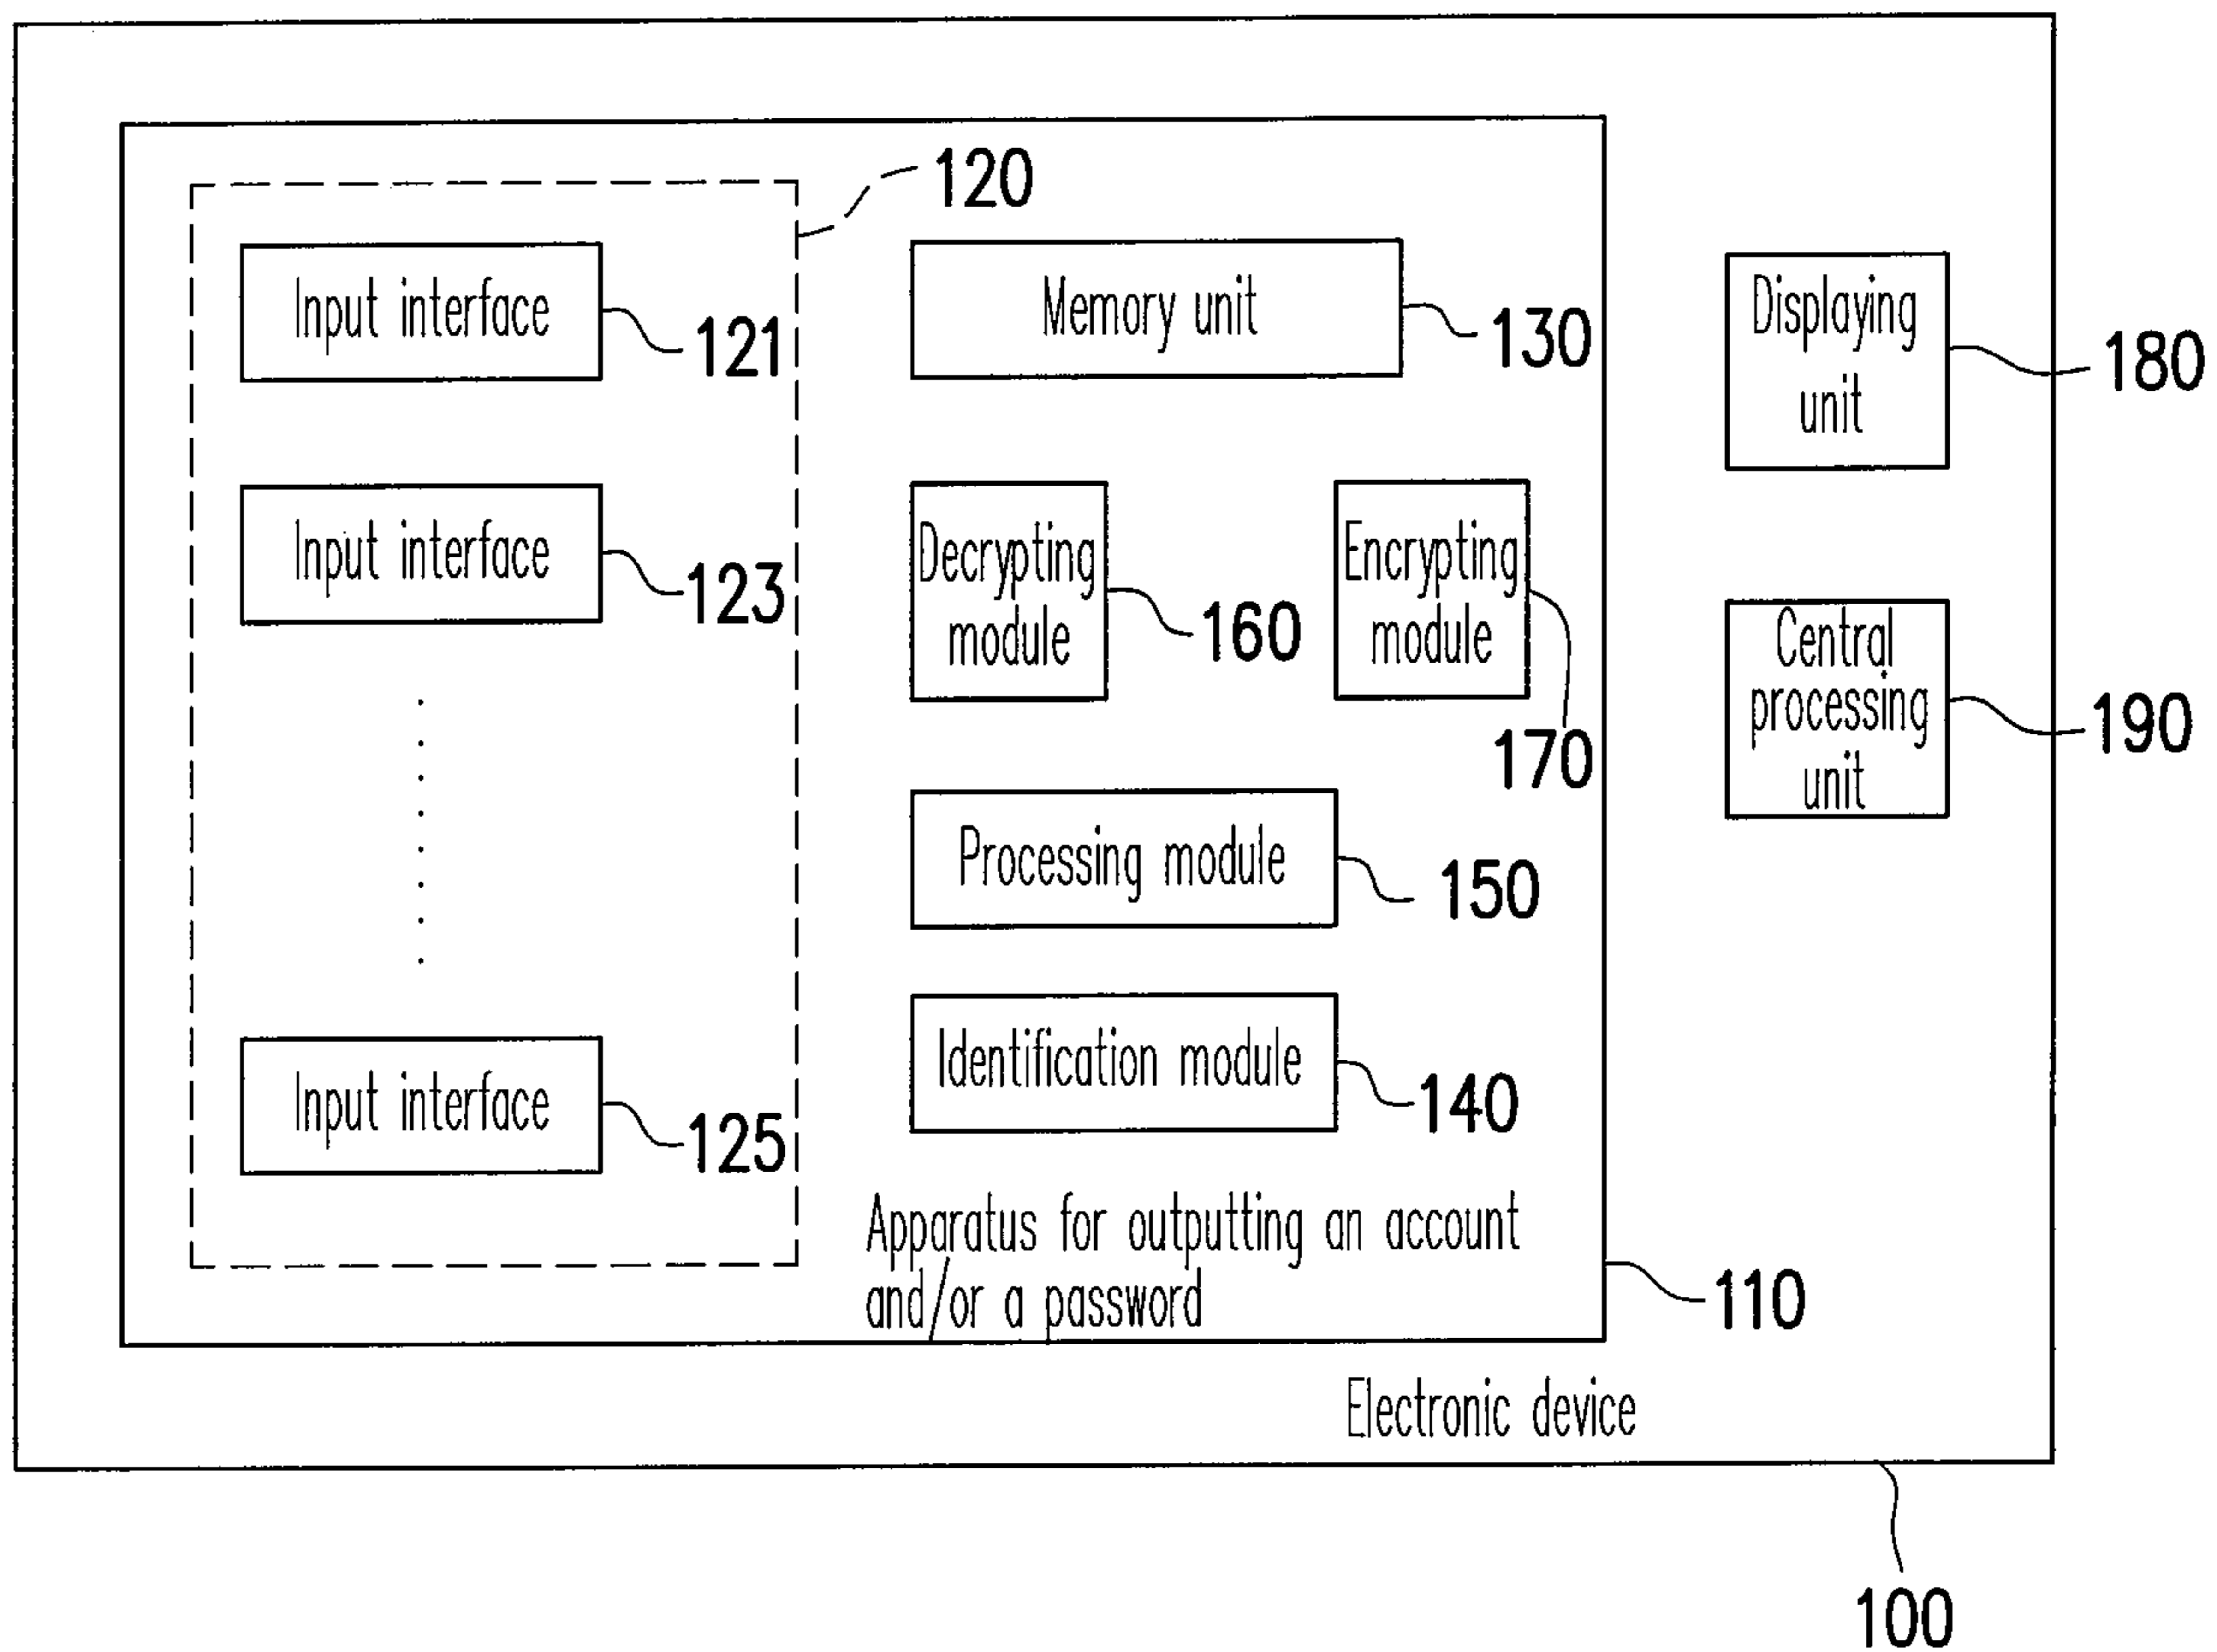 120
Input interface
121
Memory unit
130
Displaying
unit
180
Input interface
123
Decrypting
module
160
Encrypting
module
170
Central
processing
unit
190
Processing module
150
Input interface
125
Identification module
140
Apparatus for outputting an account
and/or a password
110
Electronic device
100